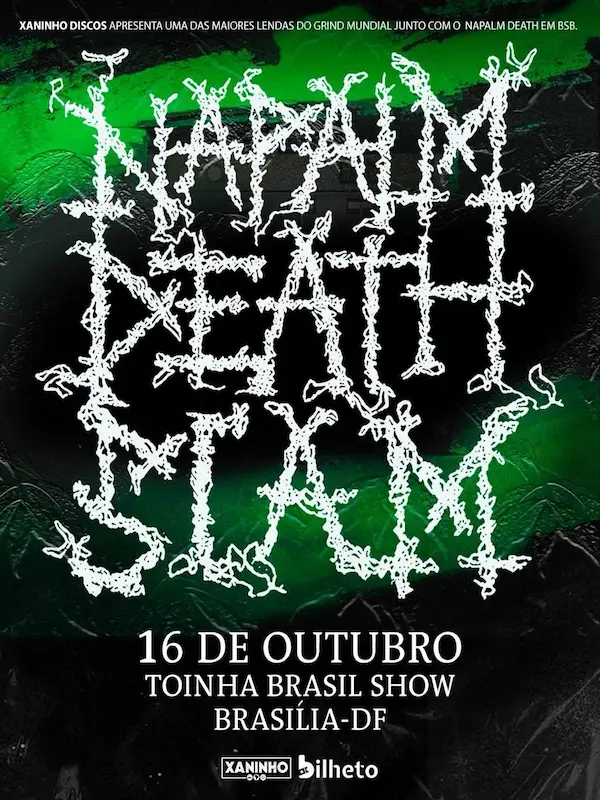 XANINHO DISCOS APRESENTA UMA DAS MAIORES LENDAS DO GRIND MUNDIAL JUNTO COM O NAPALM DEATH EM BSB.
NAPALM
DEATH
SIAM
16 DE OUTUBRO
TOINHA BRASIL SHOW
BRASÍLIA-DF
XANINHO
bilheto